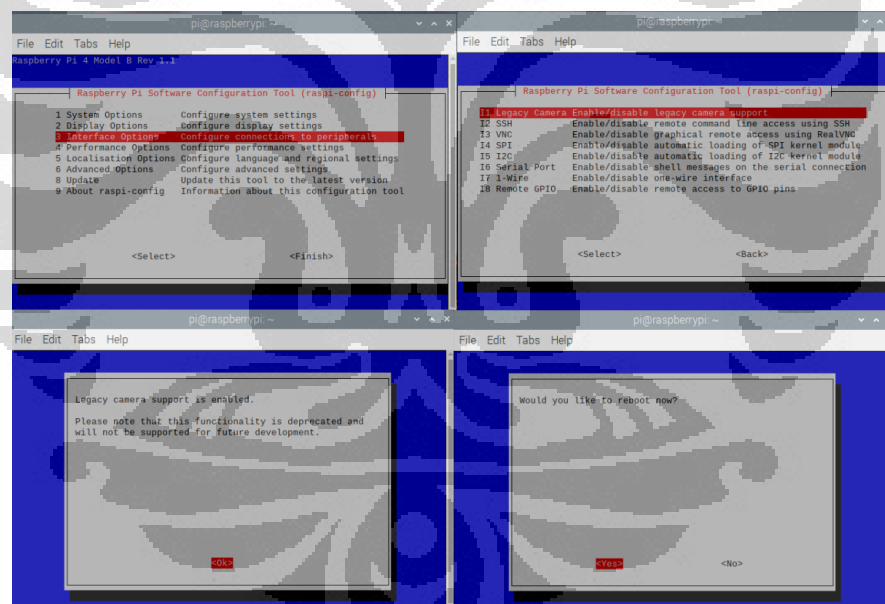 pi@raspberrypi: ~
File Edit Tabs Help
Raspberry Pi 4 Model B Rev 1.1
Raspberry Pi Software Configuration Tool (raspi-config)
1 System Options Configure system settings
2 Display Options Configure display settings
3 Interface Options Configure connections to peripherals
4 Performance Options Configure performance settings
5 Localisation Options Configure language and regional settings
6 Advanced Options Configure advanced settings
8 Update Update this tool to the latest version
9 About raspi-config Information about this configuration tool
<Select> <Finish>
pi@raspberrypi: ~
File Edit Tabs Help
Raspberry Pi Software Configuration Tool (raspi-config)
I1 Legacy Camera Enable/disable legacy camera support
I2 SSH Enable/disable remote command line access using SSH
I3 VNC Enable/disable graphical remote access using RealVNC
I4 SPI Enable/disable automatic loading of SPI kernel module
I5 I2C Enable/disable automatic loading of I2C kernel module
I6 Serial Port Enable/disable shell messages on the serial connection
I7 1-Wire Enable/disable one-wire interface
I8 Remote GPIO Enable/disable remote access to GPIO pins
<Select> <Back>
pi@raspberrypi: ~
File Edit Tabs Help
Legacy camera support is enabled.
Please note that this functionality is deprecated and
will not be supported for future development.
<Ok>
pi@raspberrypi: ~
File Edit Tabs Help
Would you like to reboot now?
<Yes> <No>